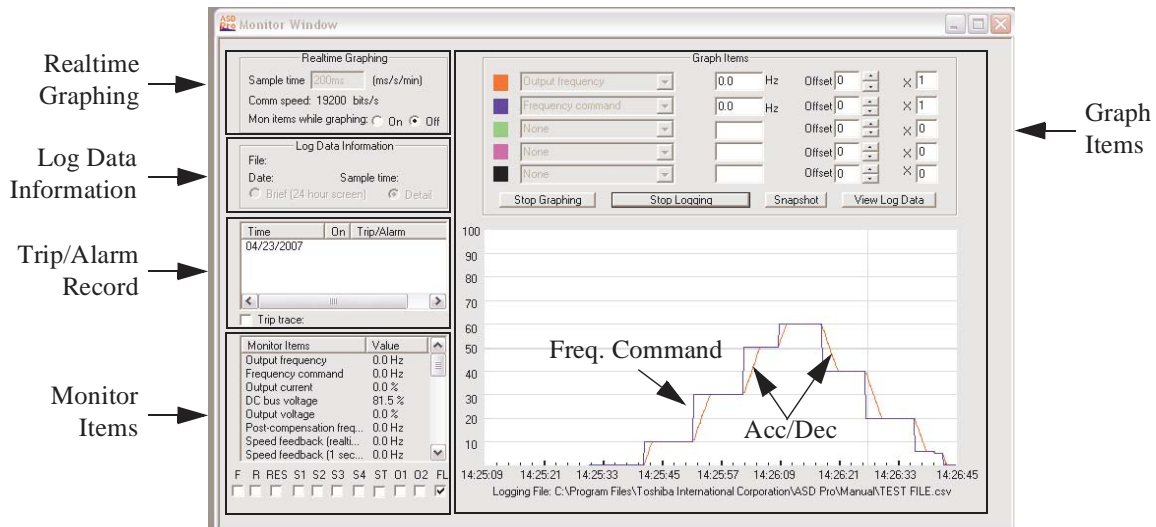 ASD Pro Monitor Window
Realtime Graphing
Log Data Information
Trip/Alarm Record
Monitor Items
Graph Items
Realtime Graphing
Sample time 200ms (ms/s/min)
Comm speed: 19200 bits/s
Mon items while graphing: On Off
Log Data Information
File:
Date: Sample time:
Brief (24 hour screen) Detail
Time On Trip/Alarm
04/23/2007
Trip trace:
Monitor Items Value
Output frequency 0.0 Hz
Frequency command 0.0 Hz
Output current 0.0 %
DC bus voltage 81.5 %
Output voltage 0.0 %
Post-compensation freq... 0.0 Hz
Speed feedback (realti... 0.0 Hz
Speed feedback (1 sec... 0.0 Hz
F R RES S1 S2 S3 S4 ST O1 O2 FL
Graph Items
Output frequency 0.0 Hz Offset 0 X 1
Frequency command 0.0 Hz Offset 0 X 1
None Offset 0 X 0
None Offset 0 X 0
None Offset 0 X 0
Stop Graphing Stop Logging Snapshot View Log Data
100
90
80
70
60
50
40
30
20
10
Freq. Command
Acc/Dec
14:25:09 14:25:21 14:25:33 14:25:45 14:25:57 14:26:09 14:26:21 14:26:33 14:26:45
Logging File: C:\Program Files\Toshiba International Corporation\ASD Pro\Manual\TEST FILE.csv